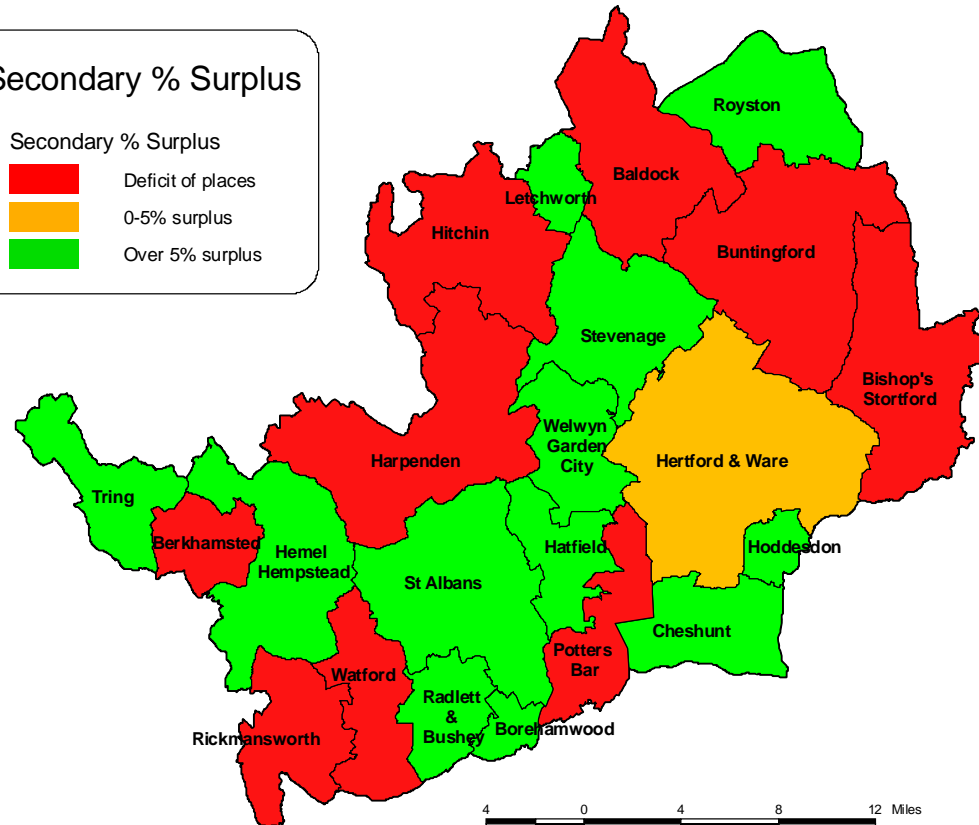 Secondary % Surplus
Secondary % Surplus
Deficit of places
0-5% surplus
Over 5% surplus
Royston
Baldock
Letchworth
Hitchin
Buntingford
Stevenage
Bishop's
Stortford
Welwyn
Garden
City
Harpenden
Hertford & Ware
Tring
Berkhamsted
Hemel
Hempstead
Hatfield
Hoddesdon
St Albans
Cheshunt
Potters
Bar
Watford
Radlett
&
Bushey
Borehamwood
Rickmansworth
4 0 4 8 12 Miles